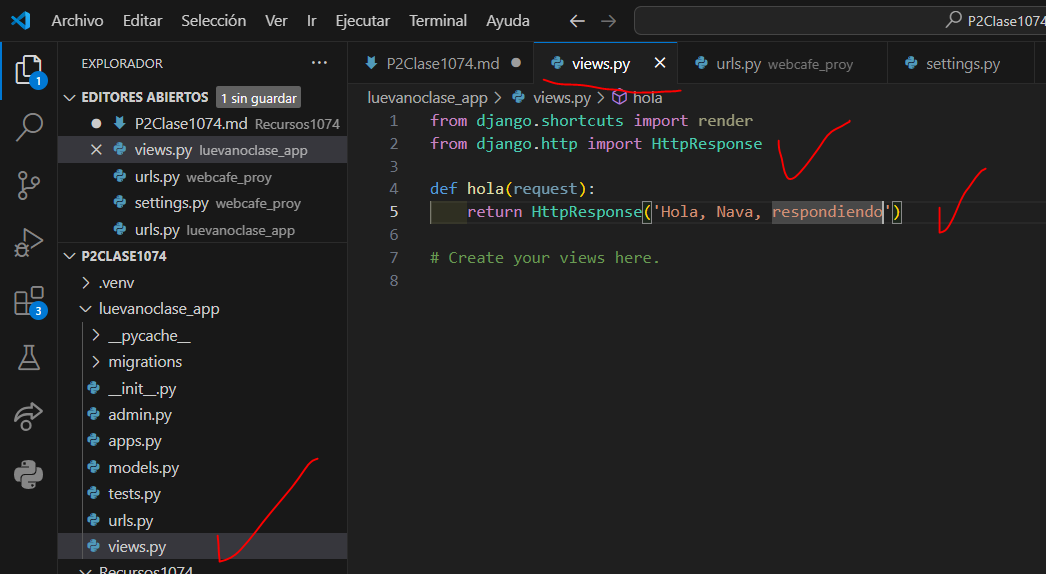 Archivo Editar Selección Ver Ir Ejecutar Terminal Ayuda P2Clase1074
EXPLORADOR
EDITORES ABIERTOS 1 sin guardar
P2Clase1074.md Recursos1074
views.py luevanoclase_app
urls.py webcafe_proy
settings.py webcafe_proy
urls.py luevanoclase_app
P2CLASE1074
.venv
luevanoclase_app
__pycache__
migrations
__init__.py
admin.py
apps.py
models.py
tests.py
urls.py
views.py
Recursos1074
1
3
P2Clase1074.md views.py urls.py webcafe_proy settings.py
luevanoclase_app > views.py > hola
1 from django.shortcuts import render
2 from django.http import HttpResponse
3
4 def hola(request):
5     return HttpResponse('Hola, Nava, respondiendo')
6
7 # Create your views here.
8